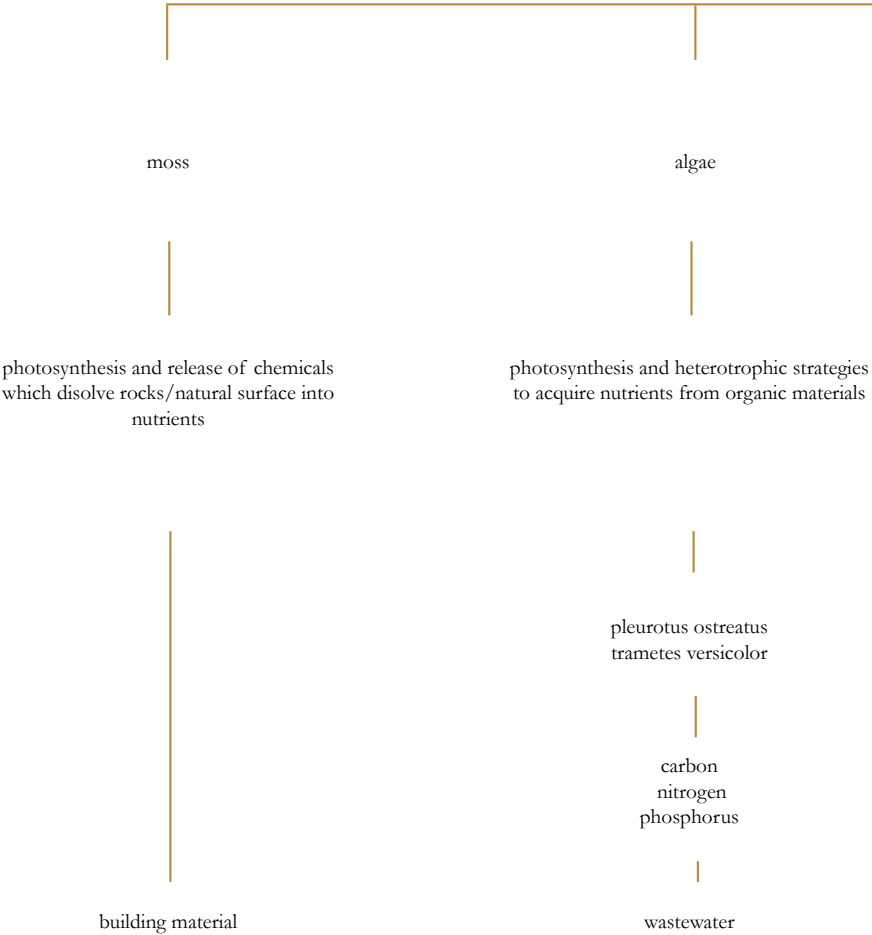 moss
algae
photosynthesis and release of chemicals
which disolve rocks/natural surface into
nutrients
photosynthesis and heterotrophic strategies
to acquire nutrients from organic materials
pleurotus ostreatus
trametes versicolor
carbon
nitrogen
phosphorus
building material
wastewater